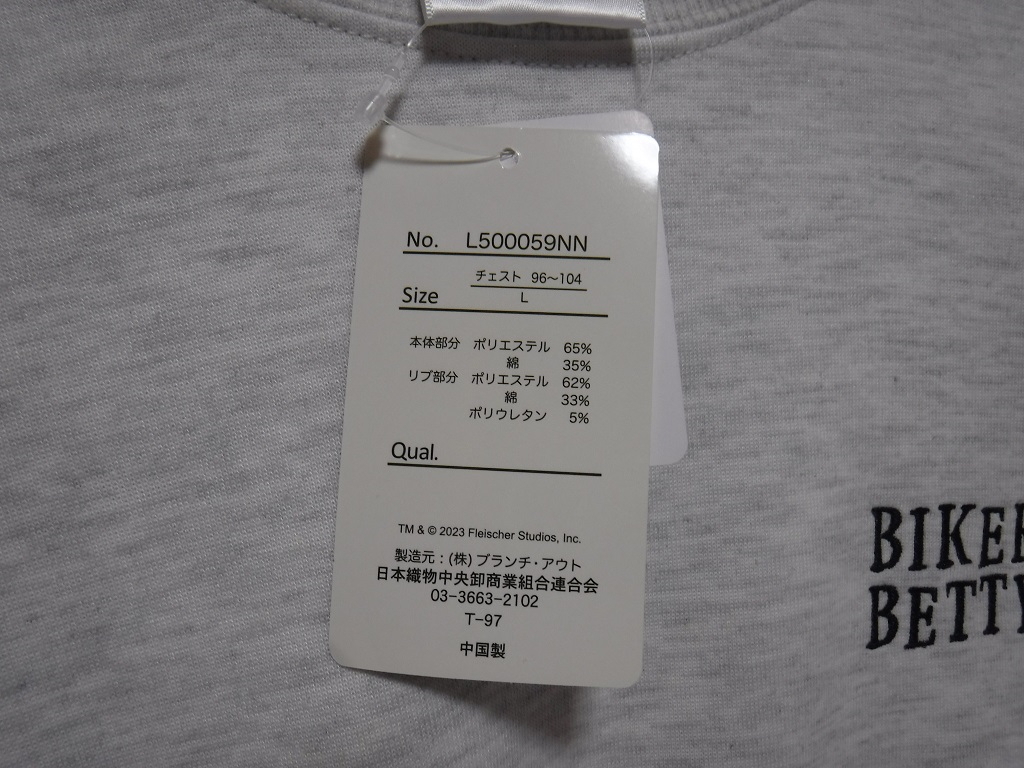 No. L500059NN
チェスト 96〜104
Size L
本体部分 ポリエステル 65%
綿 35%
リブ部分 ポリエステル 62%
綿 33%
ポリウレタン 5%
Qual.
TM & © 2023 Fleischer Studios, Inc.
製造元：(株)ブランチ・アウト
日本織物中央卸商業組合連合会
03-3663-2102
T-97
中国製
BIKER
BETTY